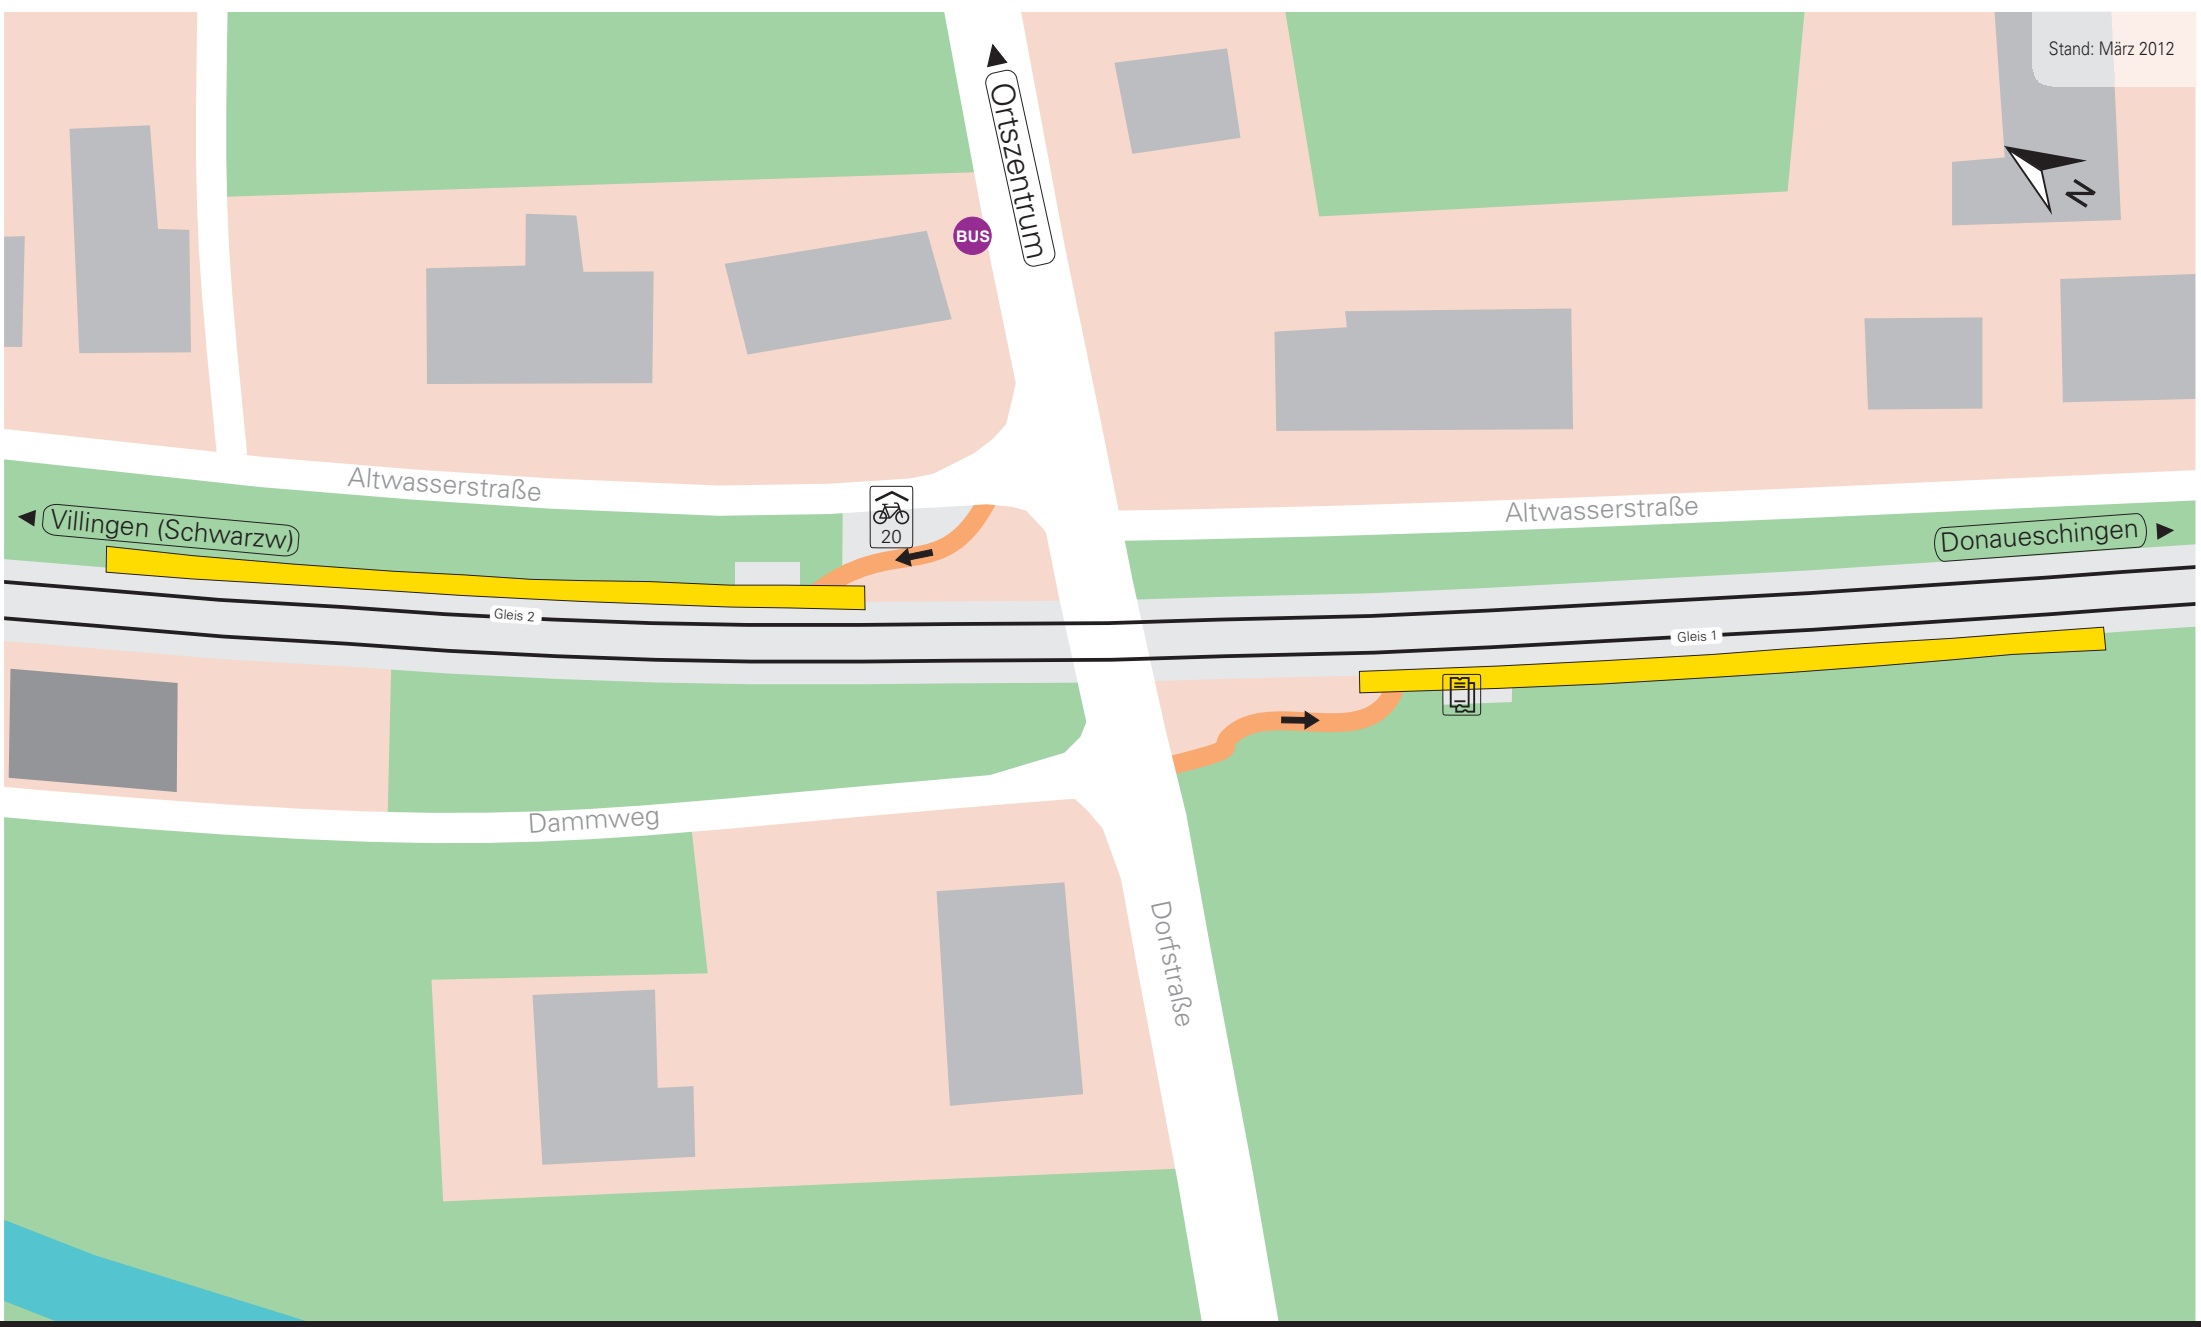 Stand: März 2012
Ortszentrum
N
BUS
Altwasserstraße
20
Altwasserstraße
Villingen (Schwarzw)
Donaueschingen
Gleis 2
Gleis 1
Dammweg
Dorfstraße